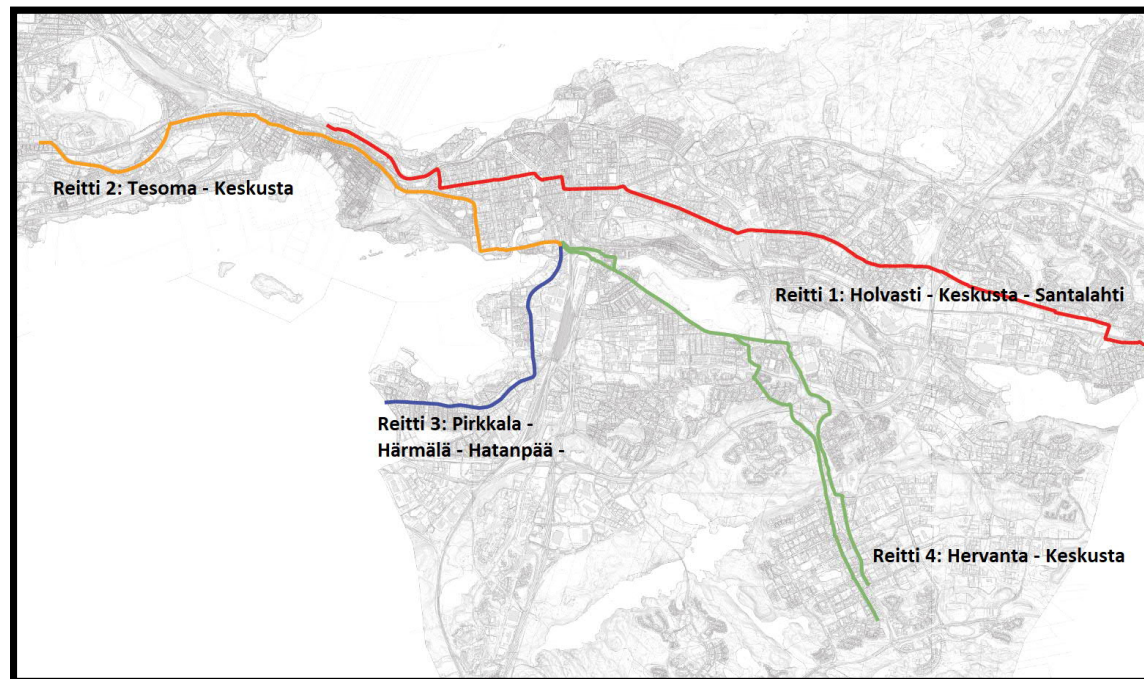 Reitti 2: Tesoma - Keskusta
Reitti 1: Holvasti - Keskusta - Santalahti
Reitti 3: Pirkkala -
Härmälä - Hatanpää -
Reitti 4: Hervanta - Keskusta